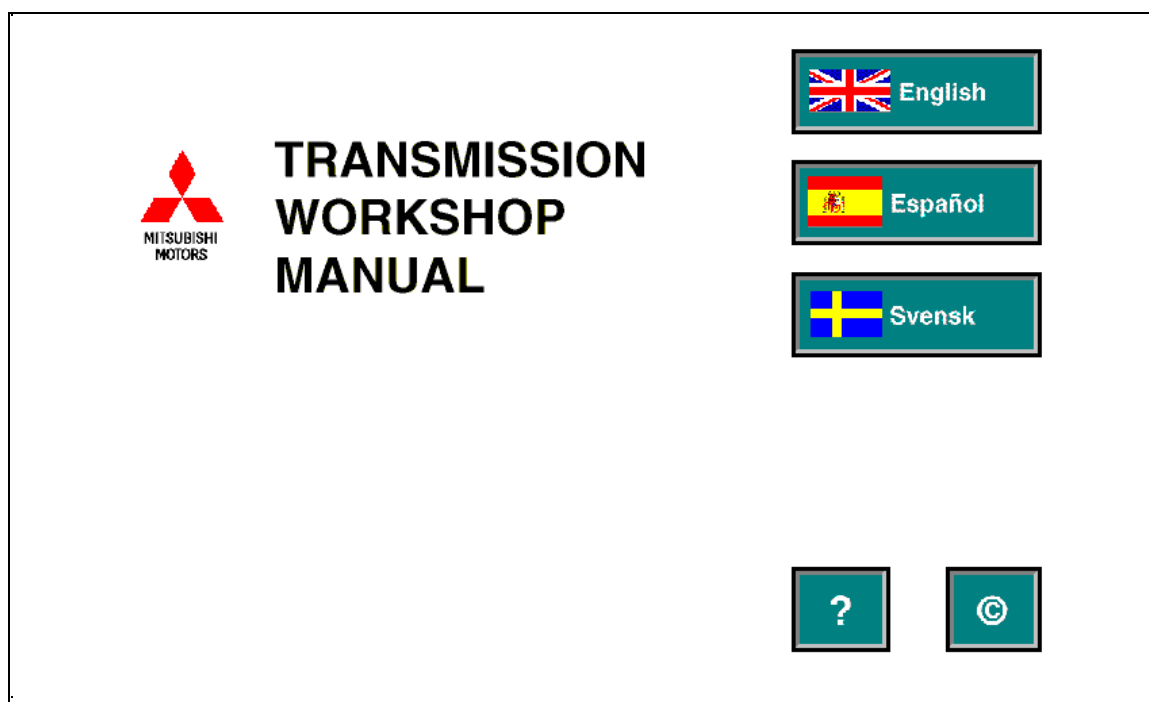 MITSUBISHI
MOTORS
TRANSMISSION
WORKSHOP
MANUAL
English
Español
Svensk
?
©